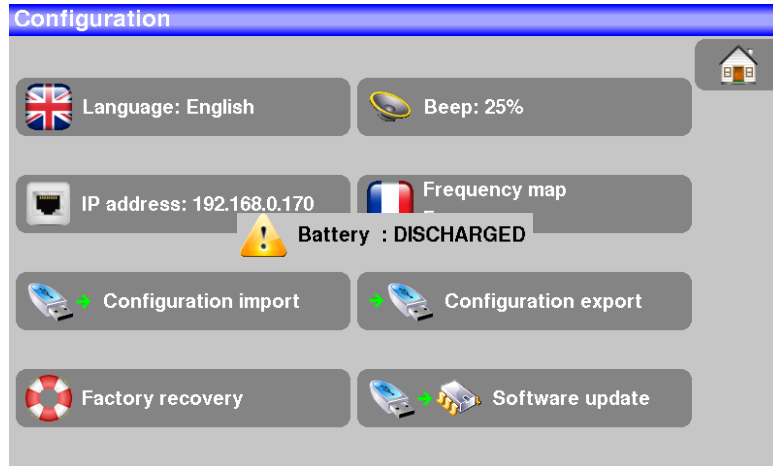 Configuration
Language: English
Beep: 25%
IP address: 192.168.0.170
Frequency map
Battery : DISCHARGED
Configuration import
Configuration export
Factory recovery
Software update